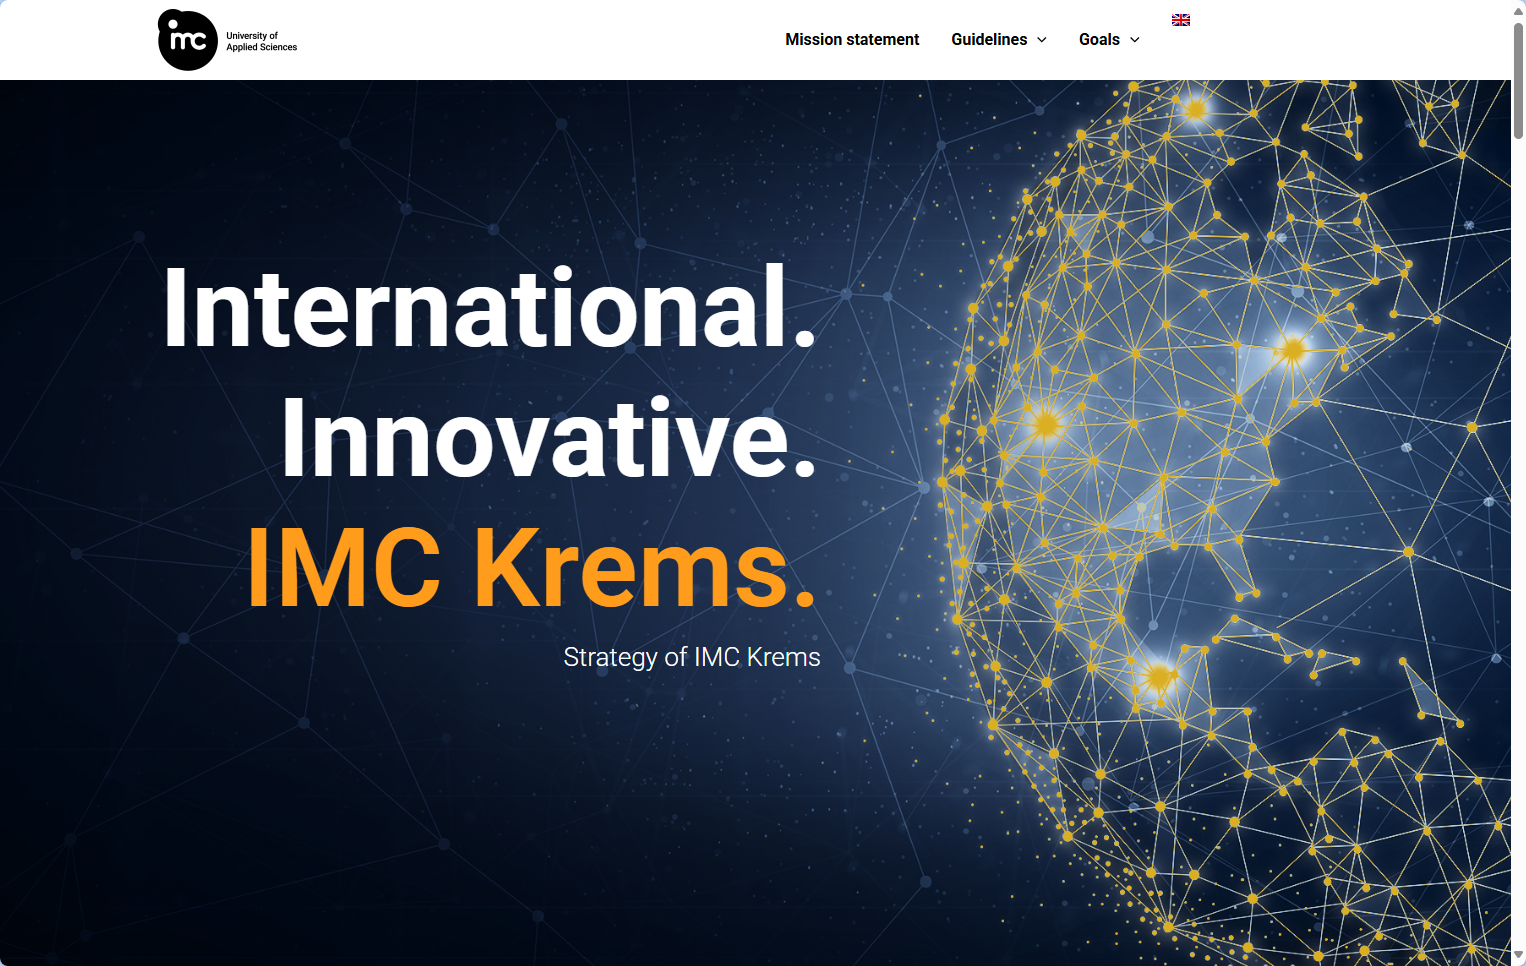 imc
University of
Applied Sciences
Mission statement
Guidelines
Goals
International.
Innovative.
IMC Krems.
Strategy of IMC Krems